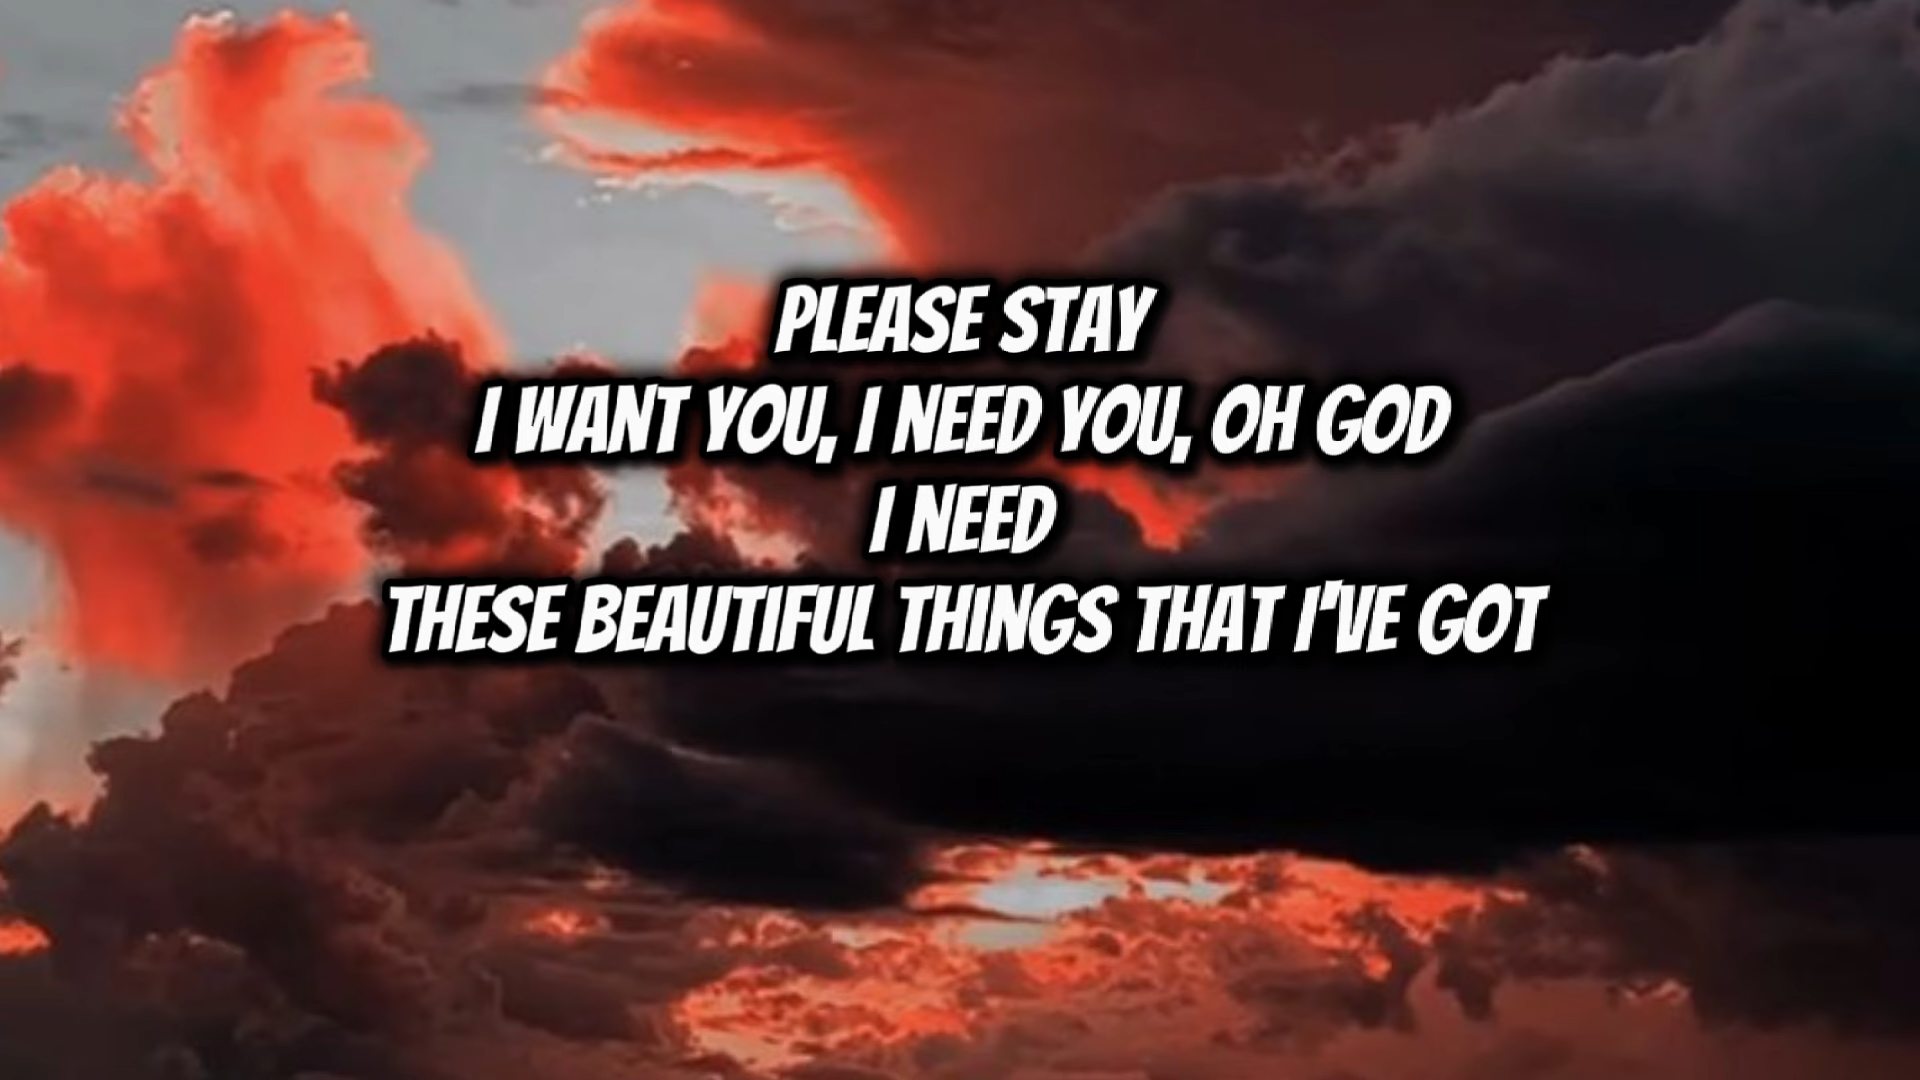 PLEASE STAY
I WANT YOU, I NEED YOU, OH GOD
I NEED
THESE BEAUTIFUL THINGS THAT I'VE GOT